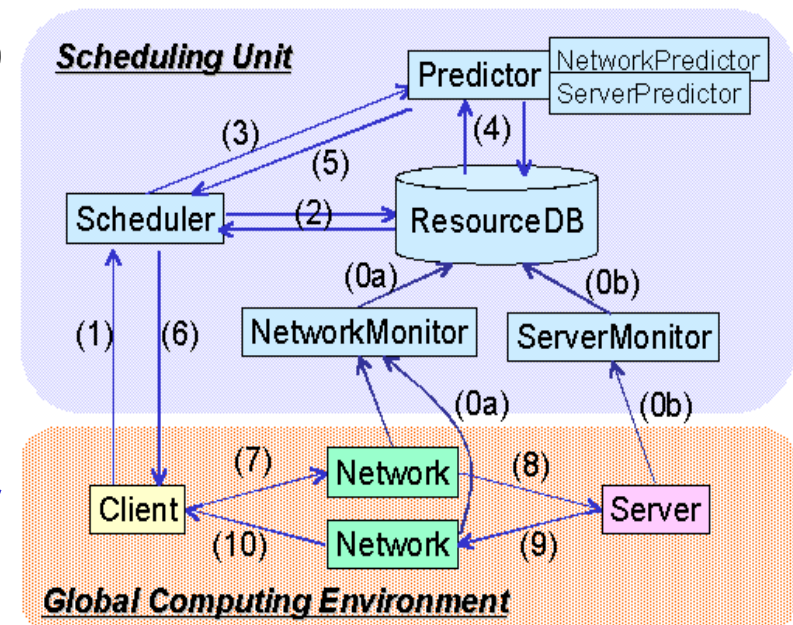 Scheduling Unit
Predictor
NetworkPredictor
ServerPredictor
(3)
(4)
(5)
Scheduler
(2)
ResourceDB
(0a)
(0b)
(1)
(6)
NetworkMonitor
ServerMonitor
(0a)
(0b)
(7)
Network
(8)
Client
Server
(10)
Network
(9)
Global Computing Environment